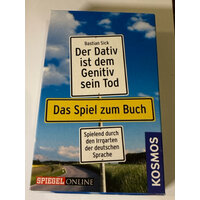 Bastian Sick
Der Dativ
ist dem
Genitiv
sein Tod
Das Spiel zum Buch
Spielend durch
den Irrgarten
der deutschen
Sprache
KOSMOS
SPIEGEL ONLINE